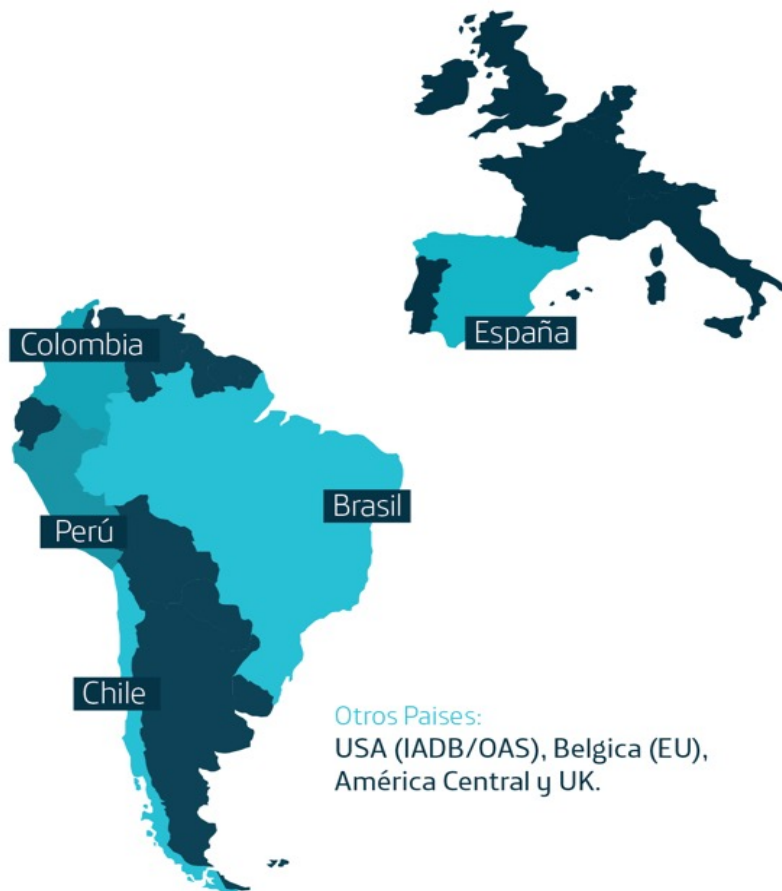 España
Colombia
Brasil
Perú
Chile
Otros Paises:
USA (IADB/OAS), Belgica (EU),
América Central y UK.